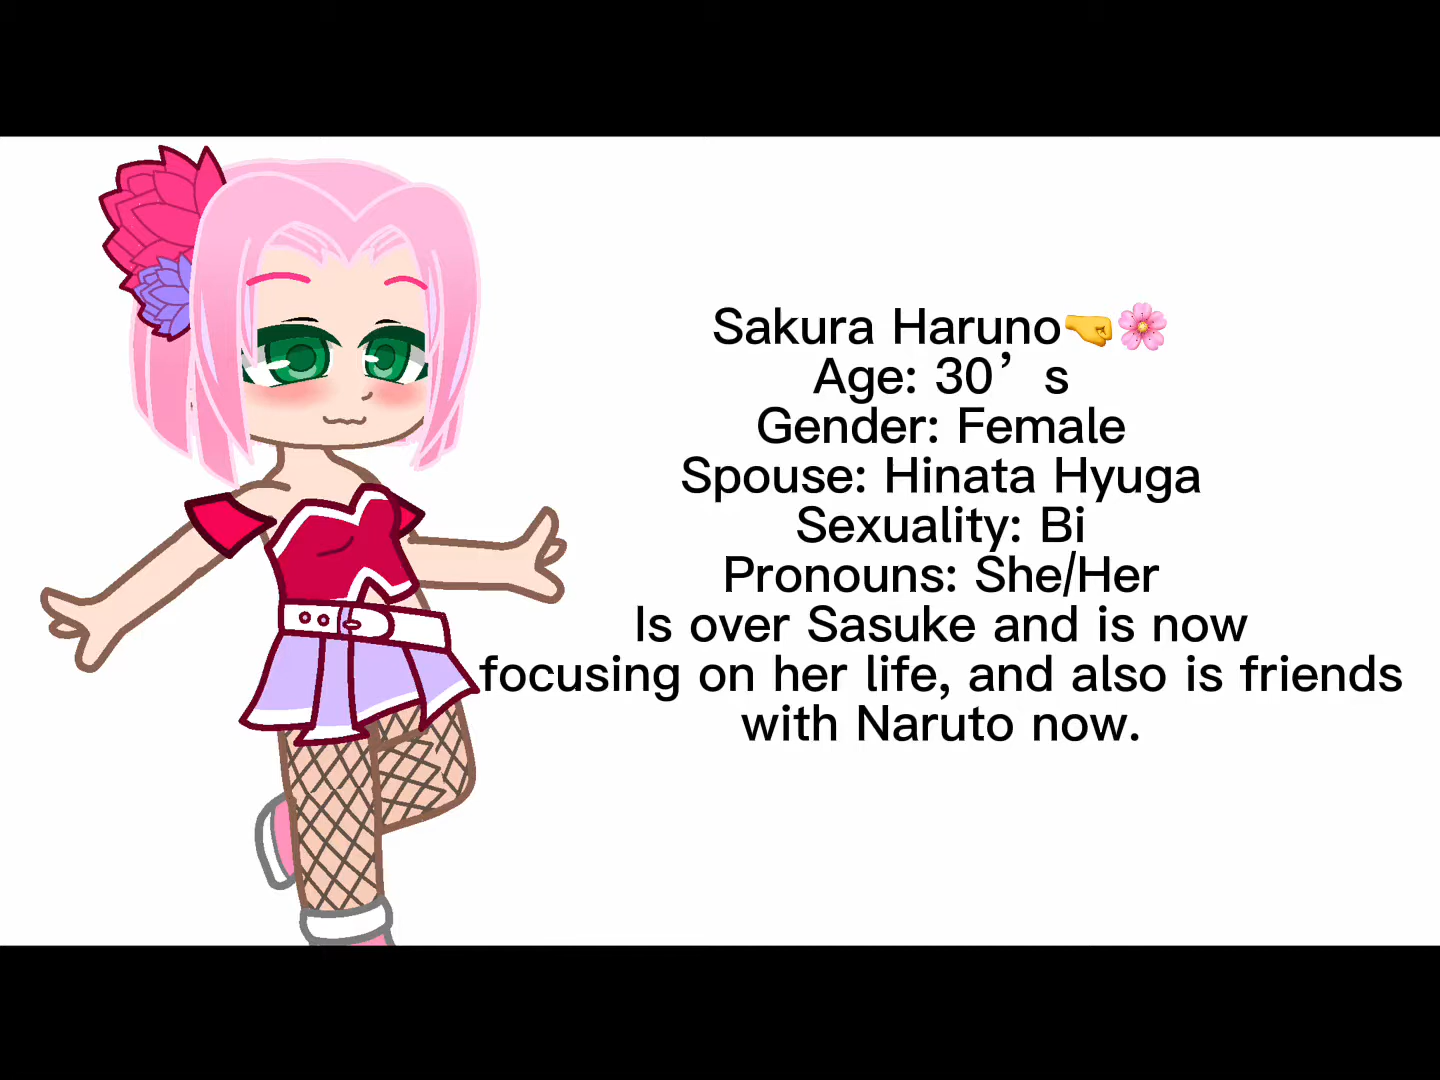 Sakura Haruno🤜🌸
Age: 30’s
Gender: Female
Spouse: Hinata Hyuga
Sexuality: Bi
Pronouns: She/Her
Is over Sasuke and is now
focusing on her life, and also is friends
with Naruto now.